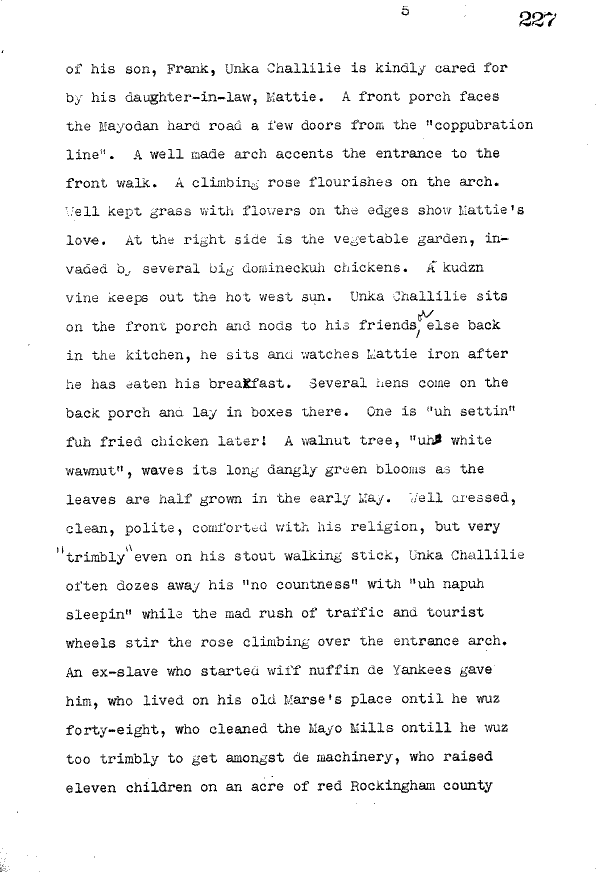 5
227
of his son, Frank, Unka Challilie is kindly cared for
by his daughter-in-law, Mattie. A front porch faces
the Mayodan hard road a few doors from the "coppubration
line". A well made arch accents the entrance to the
front walk. A climbing rose flourishes on the arch.
Well kept grass with flowers on the edges show Mattie's
love. At the right side is the vegetable garden, in-
vaded by several big domineckuh chickens. A kudzn
vine keeps out the hot west sun. Unka Challilie sits
on the front porch and nods to his friends, or else back
in the kitchen, he sits and watches Mattie iron after
he has eaten his breakfast. Several hens come on the
back porch and lay in boxes there. One is "uh settin"
fuh fried chicken later! A walnut tree, "uh white
wawnut", waves its long dangly green blooms as the
leaves are half grown in the early May. Well dressed,
clean, polite, comforted with his religion, but very
"trimbly" even on his stout walking stick, Unka Challilie
often dozes away his "no countness" with "uh napuh
sleepin" while the mad rush of traffic and tourist
wheels stir the rose climbing over the entrance arch.
An ex-slave who started wiff nuffin de Yankees gave
him, who lived on his old Marse's place ontil he wuz
forty-eight, who cleaned the Mayo Mills ontill he wuz
too trimbly to get amongst de machinery, who raised
eleven children on an acre of red Rockingham county